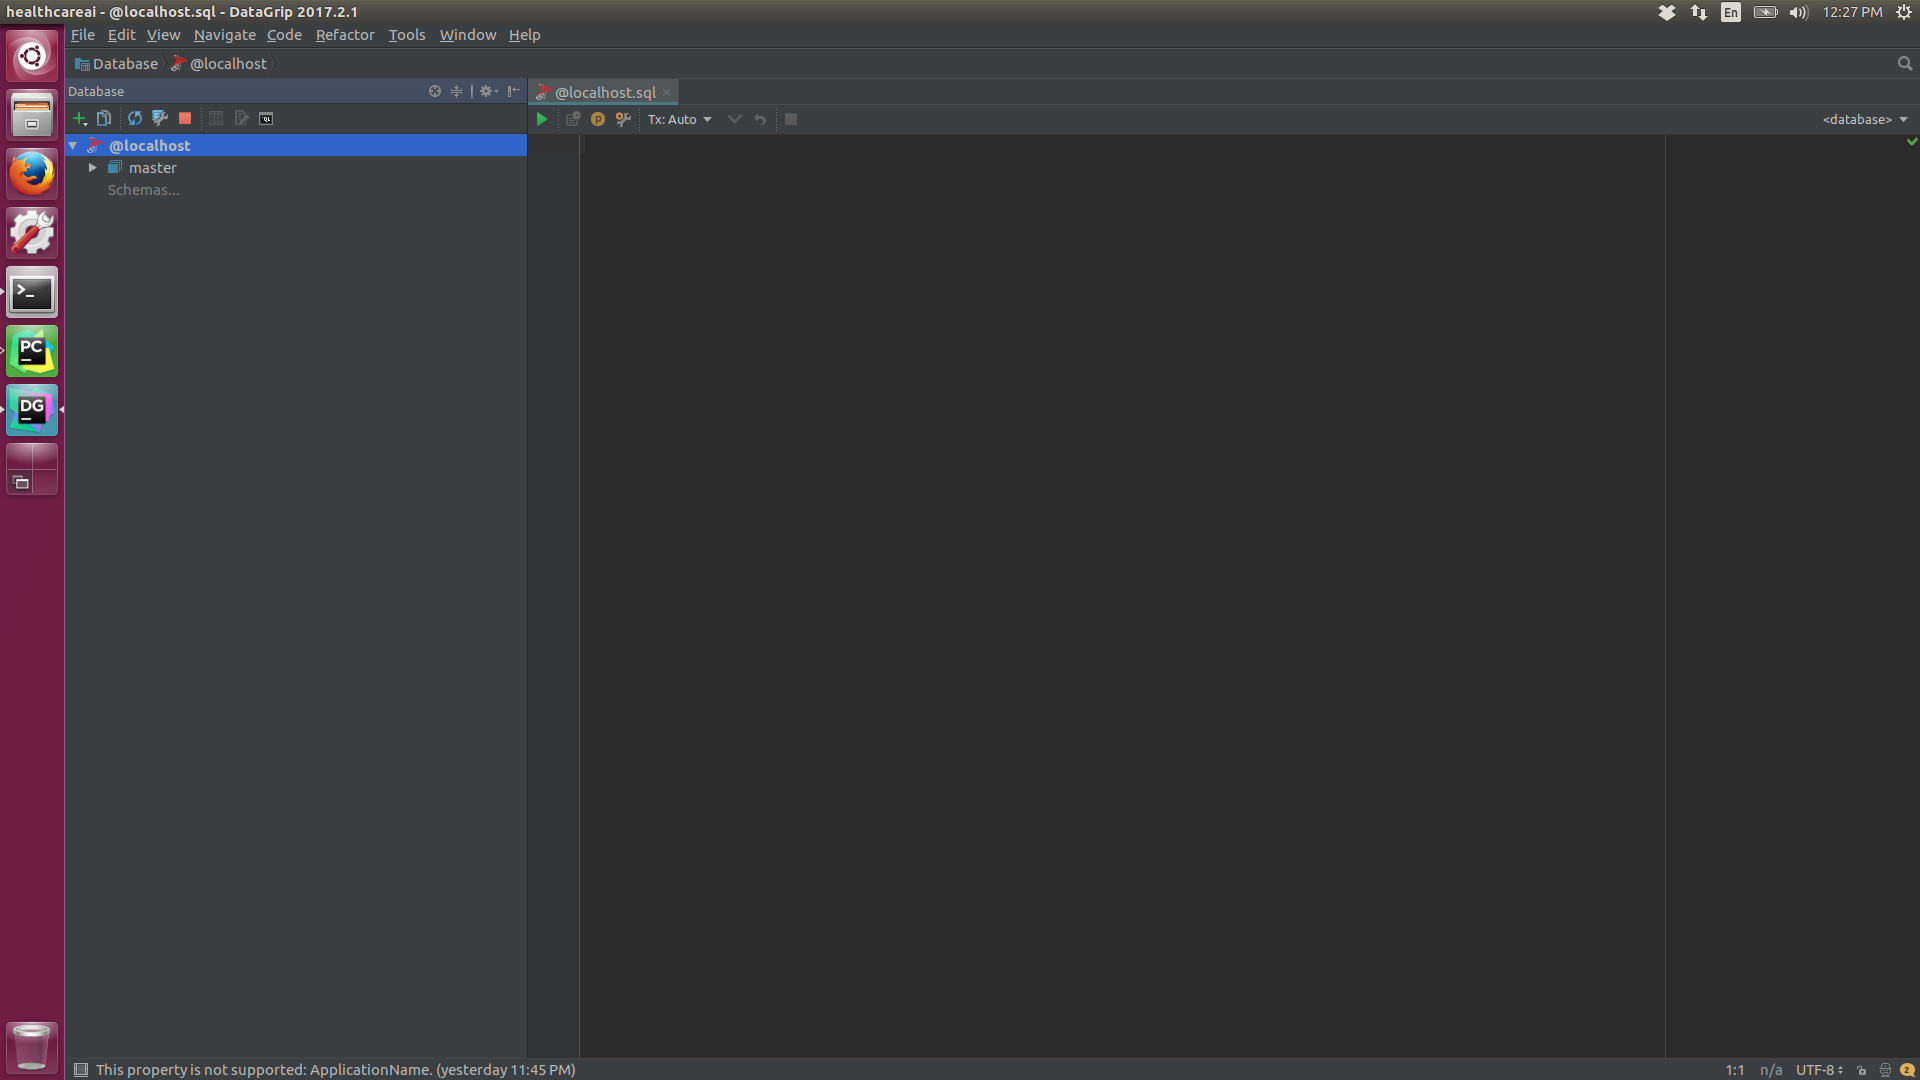 healthcareai - @localhost.sql - DataGrip 2017.2.1
En
12:27 PM
File Edit View Navigate Code Refactor Tools Window Help
Database @localhost
Database
@localhost.sql
Tx: Auto
<database>
@localhost
master
Schemas...
PC
DG
This property is not supported: ApplicationName. (yesterday 11:45 PM)
1:1 n/a UTF-8
2